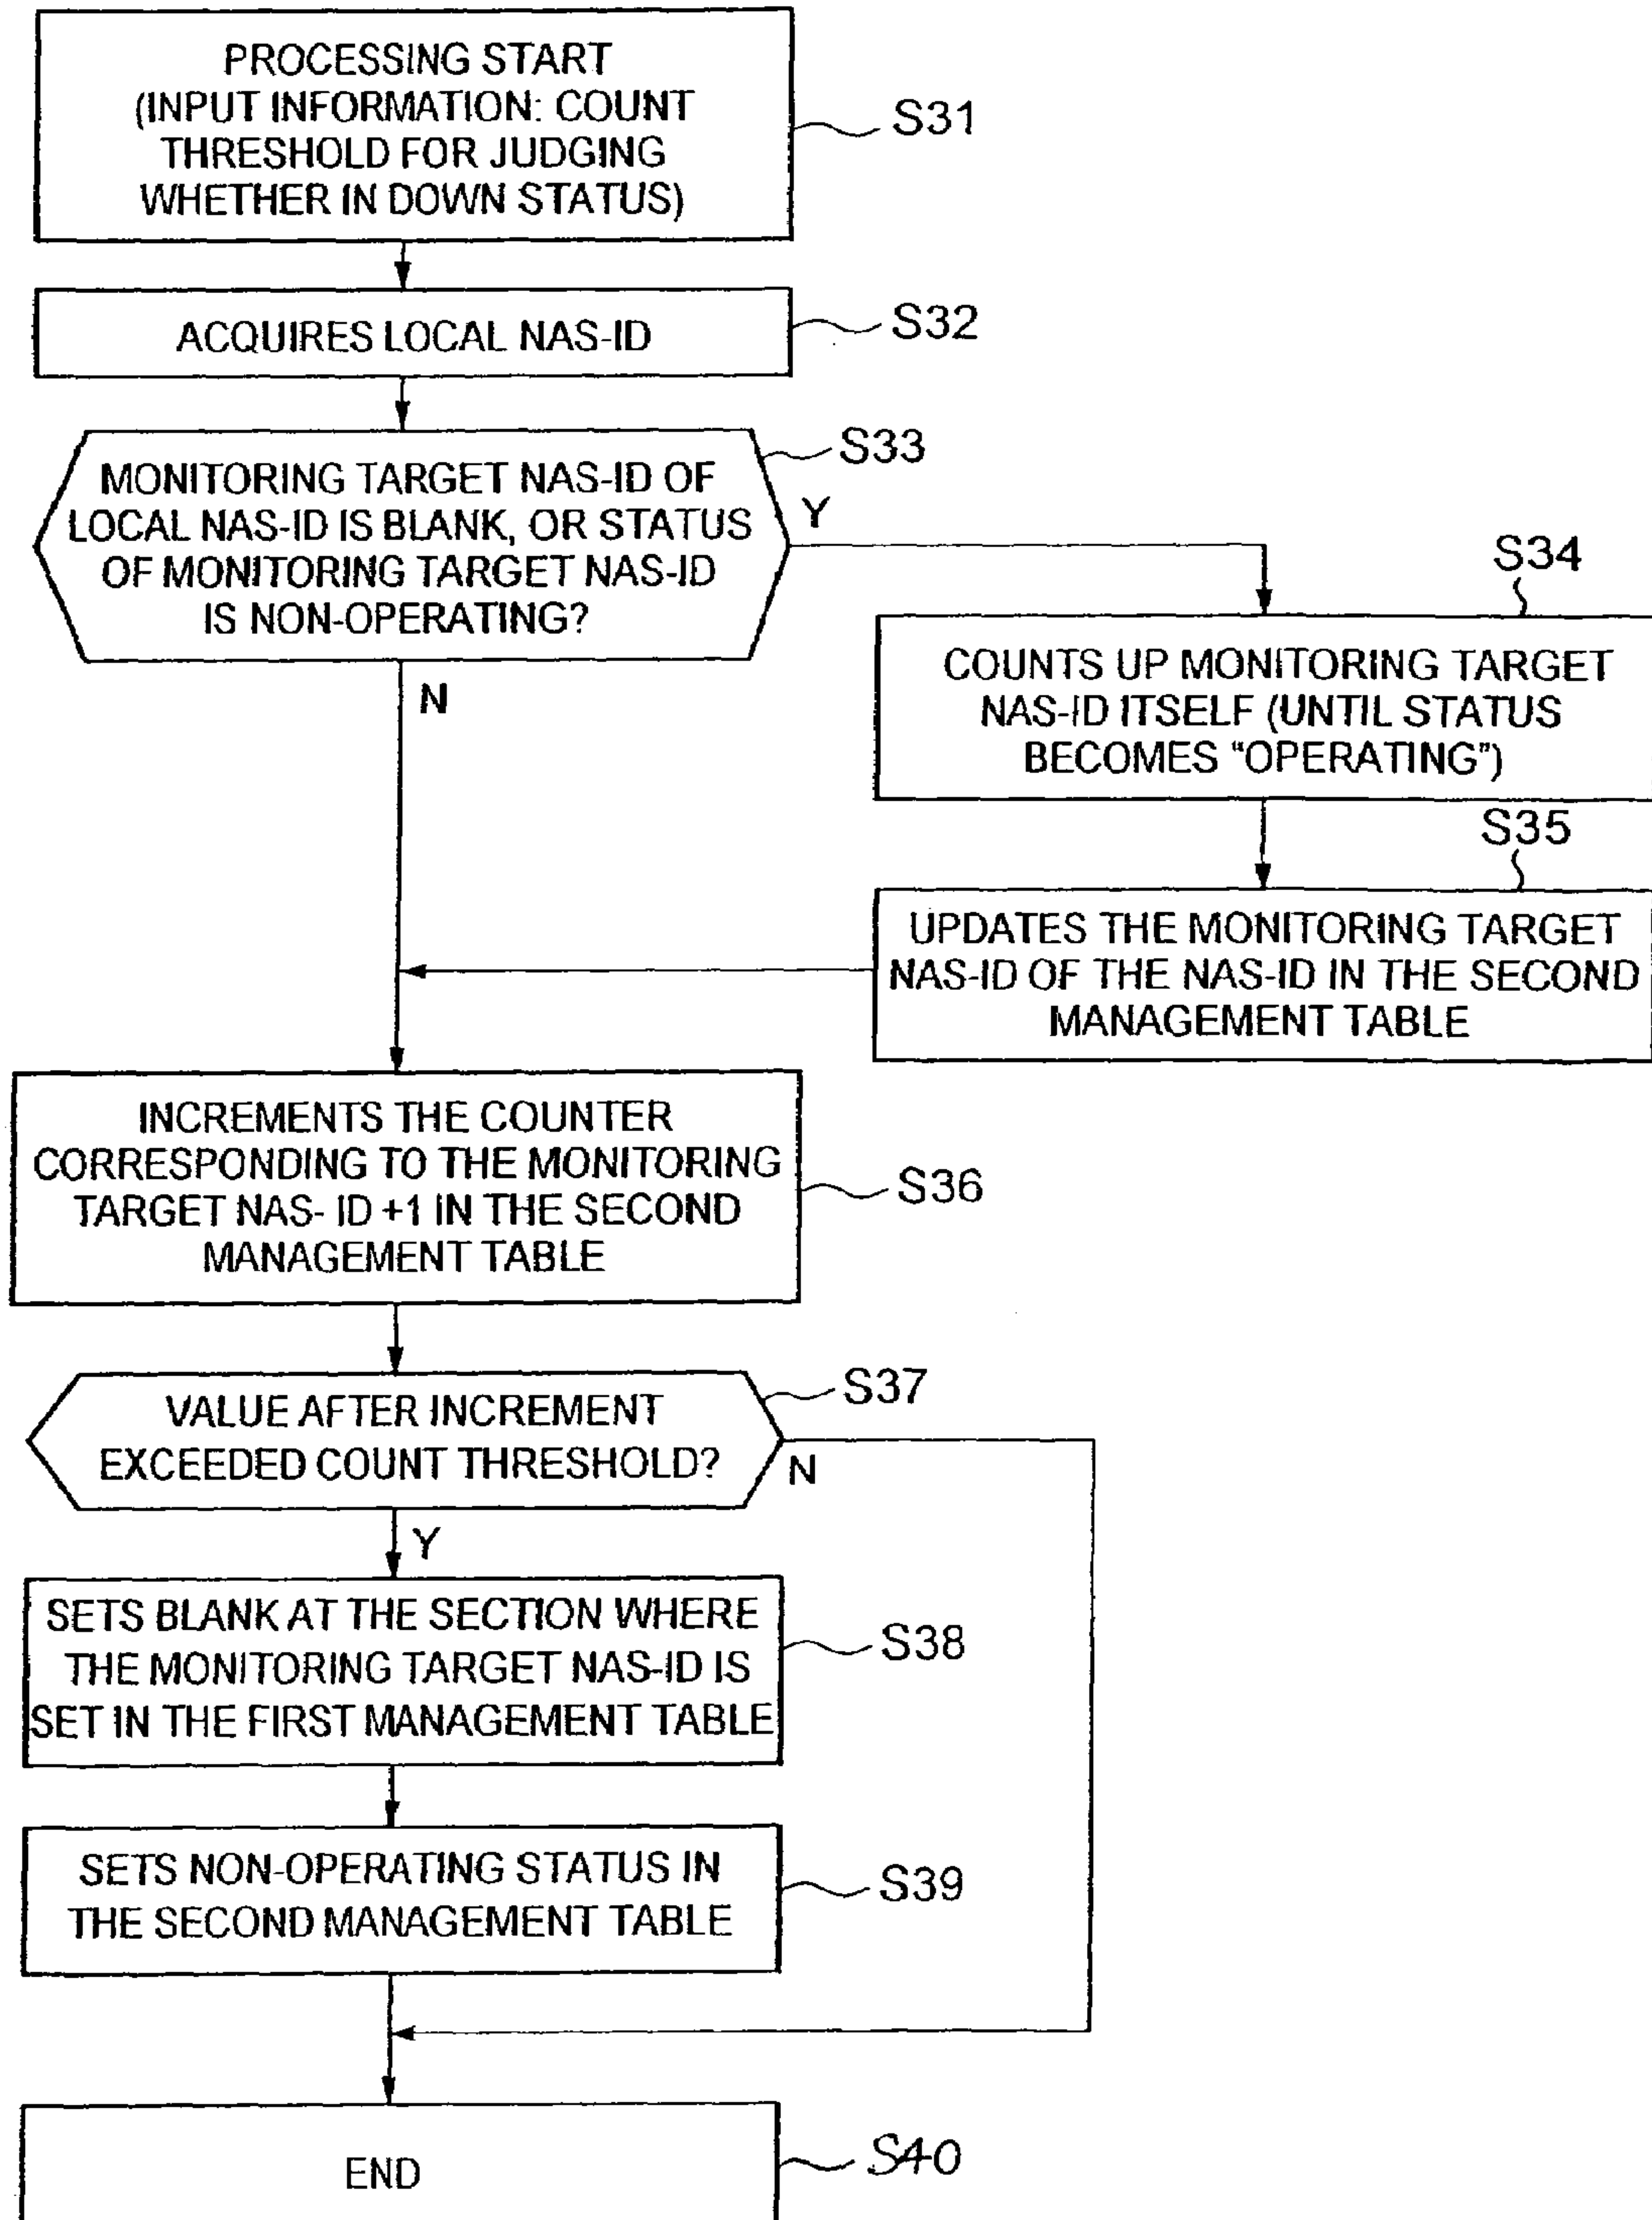 PROCESSING START
(INPUT INFORMATION: COUNT
THRESHOLD FOR JUDGING
WHETHER IN DOWN STATUS)
S31
ACQUIRES LOCAL NAS-ID
S32
MONITORING TARGET NAS-ID OF
LOCAL NAS-ID IS BLANK, OR STATUS
OF MONITORING TARGET NAS-ID
IS NON-OPERATING?
S33
Y
N
S34
COUNTS UP MONITORING TARGET
NAS-ID ITSELF (UNTIL STATUS
BECOMES "OPERATING")
S35
UPDATES THE MONITORING TARGET
NAS-ID OF THE NAS-ID IN THE SECOND
MANAGEMENT TABLE
INCREMENTS THE COUNTER
CORRESPONDING TO THE MONITORING
TARGET NAS- ID +1 IN THE SECOND
MANAGEMENT TABLE
S36
VALUE AFTER INCREMENT
EXCEEDED COUNT THRESHOLD?
S37
N
Y
SETS BLANK AT THE SECTION WHERE
THE MONITORING TARGET NAS-ID IS
SET IN THE FIRST MANAGEMENT TABLE
S38
SETS NON-OPERATING STATUS IN
THE SECOND MANAGEMENT TABLE
S39
END
S40